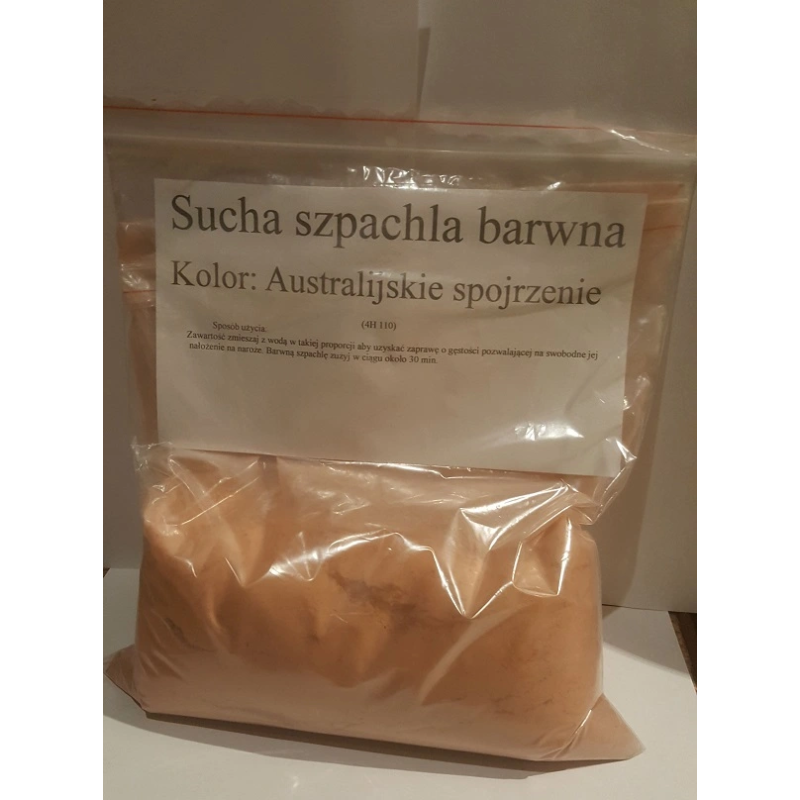 Sucha szpachla barwna
Kolor: Australijskie spojrzenie
Sposób użycia: (4H 110)
Zawartość zmieszaj z wodą w takiej proporcji aby uzyskać zaprawę o gęstości pozwalającej na swobodne jej
nałożenie na naroże. Barwną szpachlę zużyj w ciągu około 30 min.